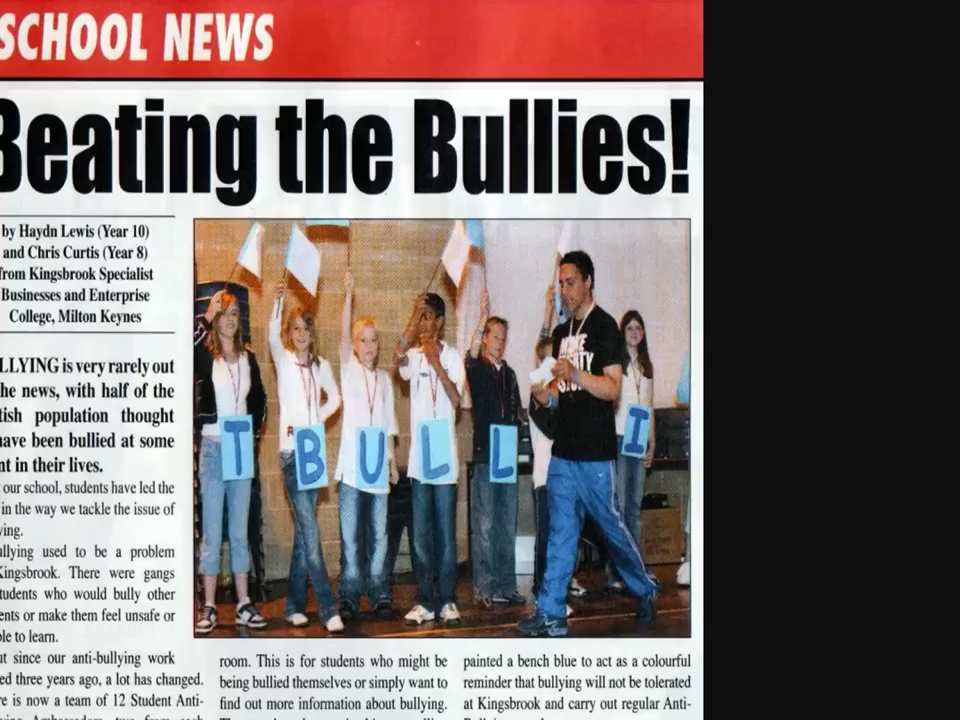 SCHOOL NEWS
Beating the Bullies!
by Haydn Lewis (Year 10)
and Chris Curtis (Year 8)
from Kingsbrook Specialist
Businesses and Enterprise
College, Milton Keynes
LLYING is very rarely out
he news, with half of the
tish population thought
have been bullied at some
nt in their lives.
our school, students have led the
in the way we tackle the issue of
ying.
ullying used to be a problem
Kingsbrook. There were gangs
tudents who would bully other
ents or make them feel unsafe or
ble to learn.
ut since our anti-bullying work
ed three years ago, a lot has changed.
re is now a team of 12 Student Anti-
T B U L L I
room. This is for students who might be
being bullied themselves or simply want to
find out more information about bullying.
painted a bench blue to act as a colourful
reminder that bullying will not be tolerated
at Kingsbrook and carry out regular Anti-